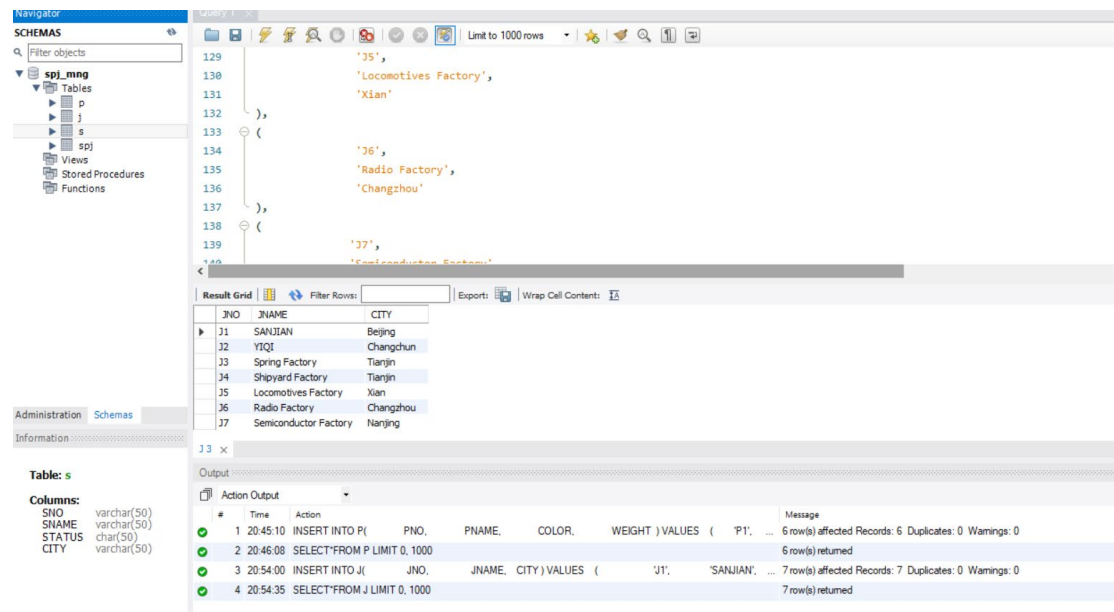 Navigator
Query 1
SCHEMAS
Limit to 1000 rows
Filter objects
spj_mng
Tables
p
j
s
spj
Views
Stored Procedures
Functions
129 'J5',
130 'Locomotives Factory',
131 'Xian'
132 ),
133 (
134 'J6',
135 'Radio Factory',
136 'Changzhou'
137 ),
138 (
139 'J7',
140 'Semiconductor Factory'
Result Grid Filter Rows: Export: Wrap Cell Content:
JNO JNAME CITY
J1 SANJIAN Beijing
J2 YIQI Changchun
J3 Spring Factory Tianjin
J4 Shipyard Factory Tianjin
J5 Locomotives Factory Xian
J6 Radio Factory Changzhou
J7 Semiconductor Factory Nanjing
Administration Schemas
Information
J 3
Table: s
Columns:
SNO varchar(50)
SNAME varchar(50)
STATUS char(50)
CITY varchar(50)
Output
Action Output
# Time Action Message
1 20:45:10 INSERT INTO P( PNO, PNAME, COLOR, WEIGHT ) VALUES ( 'P1', ... 6 row(s) affected Records: 6 Duplicates: 0 Warnings: 0
2 20:46:08 SELECT*FROM P LIMIT 0, 1000 6 row(s) returned
3 20:54:00 INSERT INTO J( JNO, JNAME, CITY ) VALUES ( 'J1', 'SANJIAN', ... 7 row(s) affected Records: 7 Duplicates: 0 Warnings: 0
4 20:54:35 SELECT*FROM J LIMIT 0, 1000 7 row(s) returned